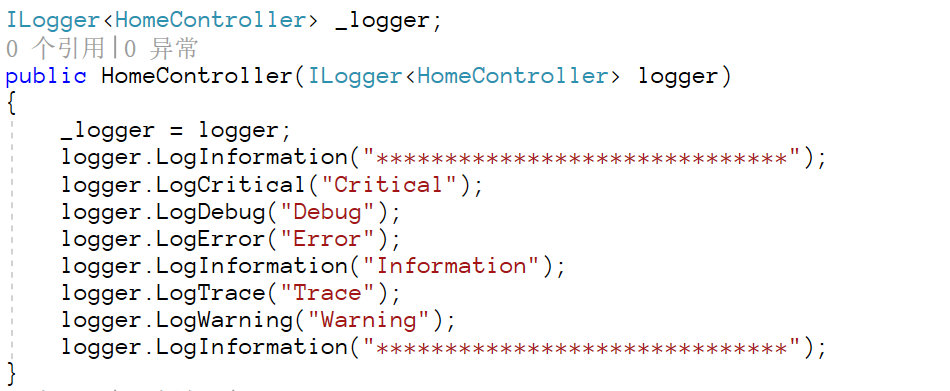 ILogger<HomeController> _logger;
0 个引用|0 异常
public HomeController(ILogger<HomeController> logger)
{
    _logger = logger;
    logger.LogInformation("******************************");
    logger.LogCritical("Critical");
    logger.LogDebug("Debug");
    logger.LogError("Error");
    logger.LogInformation("Information");
    logger.LogTrace("Trace");
    logger.LogWarning("Warning");
    logger.LogInformation("******************************");
}